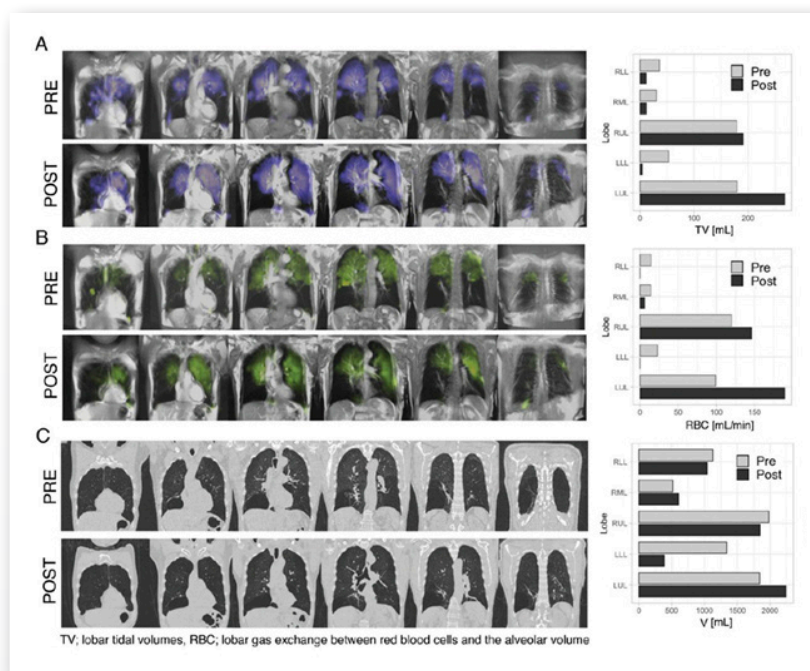 A
PRE
POST
RLL
RML
RUL
LLL
LUL
Lobe
Pre
Post
0
100
200
TV [mL]
B
PRE
POST
RLL
RML
RUL
LLL
LUL
Lobe
Pre
Post
0
50
100
150
RBC [mL/min]
C
PRE
POST
RLL
RML
RUL
LLL
LUL
Lobe
Pre
Post
0
500
1000
1500
2000
V [mL]
TV; lobar tidal volumes, RBC; lobar gas exchange between red blood cells and the alveolar volume